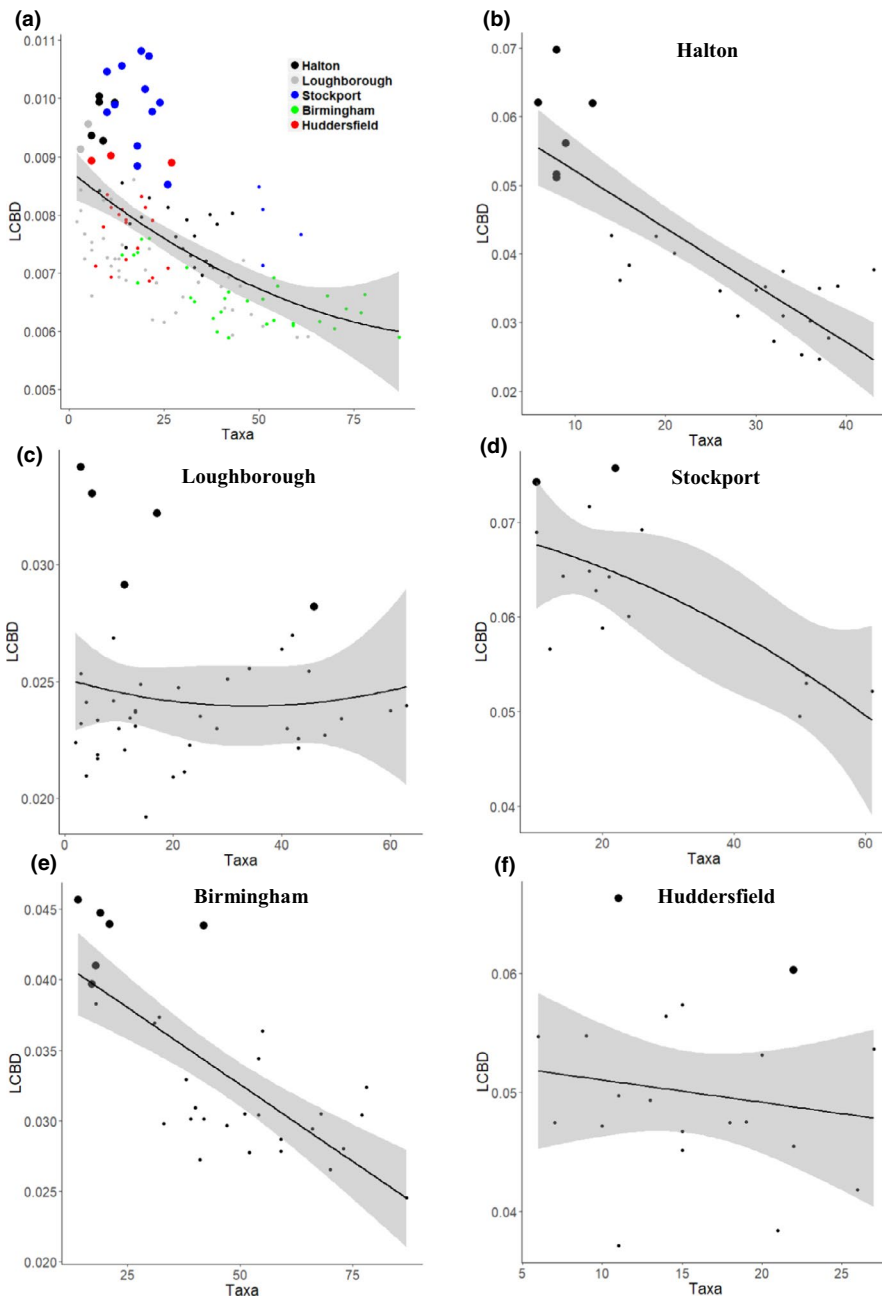 (a)
0.011
0.010
0.009
0.008
0.007
0.006
0.005
LCBD
0
25
50
75
Taxa
Halton
Loughborough
Stockport
Birmingham
Huddersfield
(b)
Halton
0.07
0.06
0.05
0.04
0.03
0.02
LCBD
10
20
30
40
Taxa
(c)
Loughborough
0.030
0.025
0.020
LCBD
0
20
40
60
Taxa
(d)
Stockport
0.07
0.06
0.05
0.04
LCBD
20
40
60
Taxa
(e)
Birmingham
0.045
0.040
0.035
0.030
0.025
0.020
LCBD
25
50
75
Taxa
(f)
Huddersfield
0.06
0.05
0.04
LCBD
5
10
15
20
25
Taxa